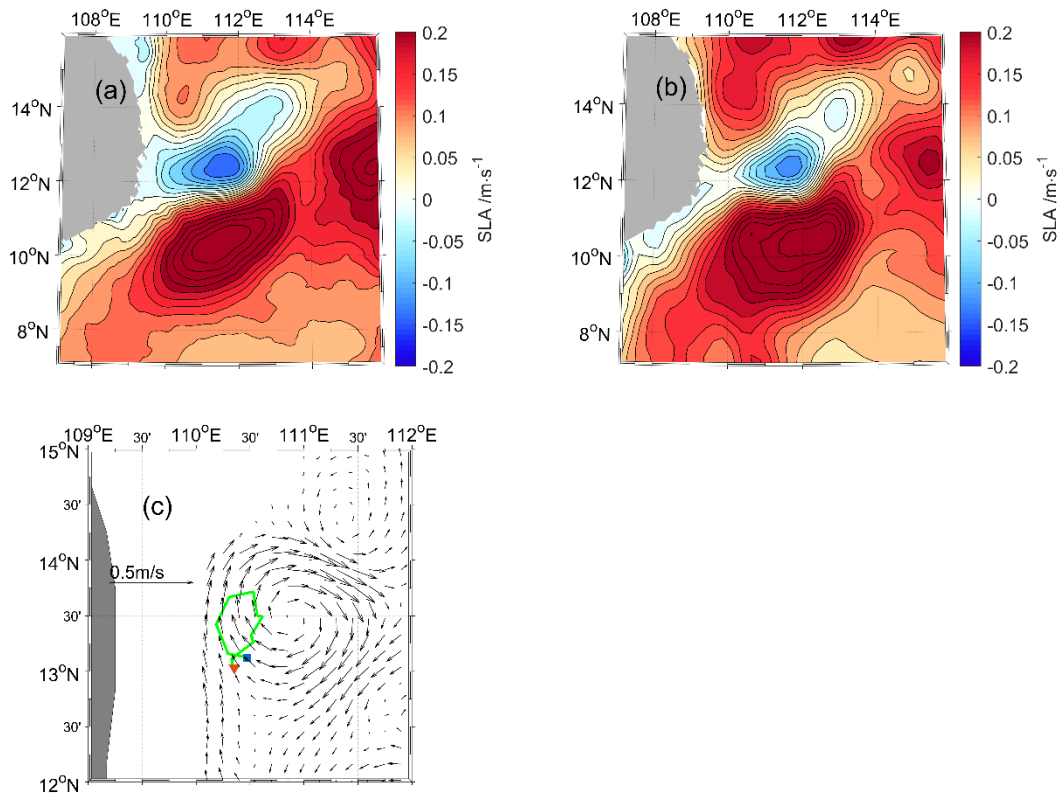 108°E 110°E 112°E 114°E
14°N
12°N
10°N
8°N
(a)
0.2
0.15
0.1
0.05
0
-0.05
-0.1
-0.15
-0.2
SLA /m·s⁻¹
108°E 110°E 112°E 114°E
14°N
12°N
10°N
8°N
(b)
0.2
0.15
0.1
0.05
0
-0.05
-0.1
-0.15
-0.2
SLA /m·s⁻¹
109°E 30' 110°E 30' 111°E 30' 112°E
15°N
30'
14°N
30'
13°N
30'
12°N
(c)
0.5m/s